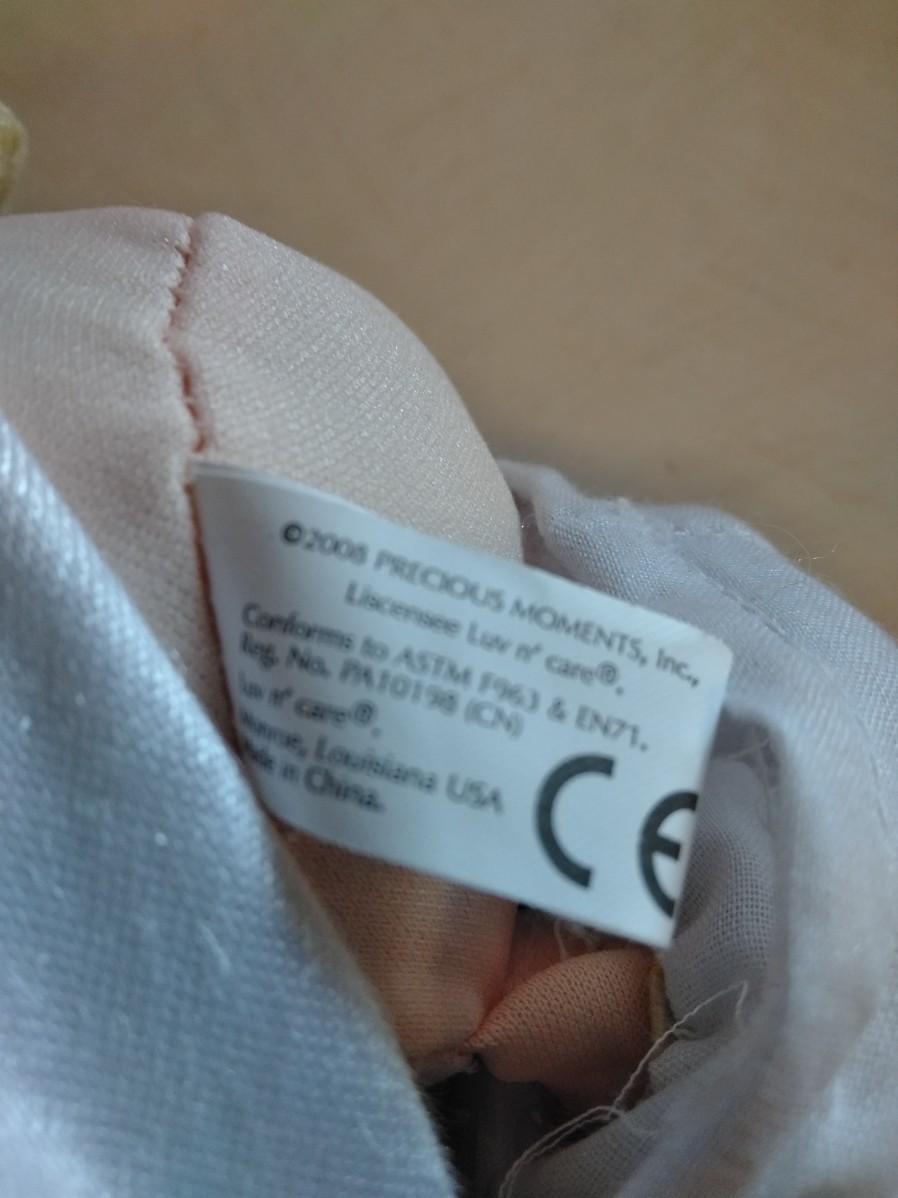 ©2008 PRECIOUS MOMENTS, Inc.,
Liscensee Luv n' care®.
Conforms to ASTM F963 & EN71.
Reg. No. PA10198 (CN)
Luv n' care®,
Monroe, Louisiana USA
Made in China.
CE